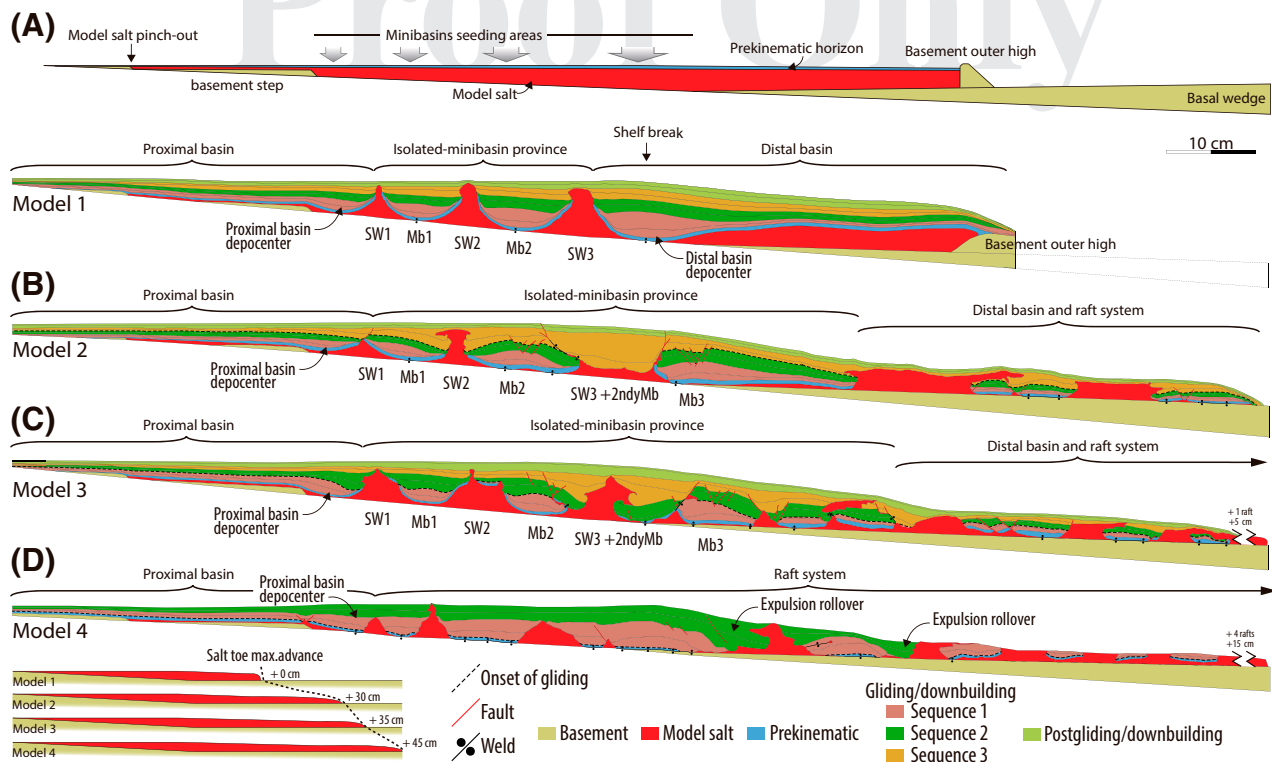 Proof Only
(A)
Model salt pinch-out
Minibasins seeding areas
Prekinematic horizon
Basement outer high
basement step
Model salt
Basal wedge
Shelf break
10 cm
Proximal basin
Isolated-minibasin province
Distal basin
Model 1
Proximal basin
depocenter
SW1
Mb1
SW2
Mb2
SW3
Distal basin
depocenter
Basement outer high
(B)
Proximal basin
Isolated-minibasin province
Distal basin and raft system
Model 2
Proximal basin
depocenter
SW1
Mb1
SW2
Mb2
SW3 +2ndyMb
Mb3
(C)
Proximal basin
Isolated-minibasin province
Distal basin and raft system
Model 3
Proximal basin
depocenter
SW1
Mb1
SW2
Mb2
SW3 +2ndyMb
Mb3
+ 1 raft
+5 cm
(D)
Proximal basin
Proximal basin
depocenter
Raft system
Model 4
Expulsion rollover
Expulsion rollover
+ 4 rafts
+15 cm
Salt toe max.advance
Model 1
+ 0 cm
Model 2
+ 30 cm
Model 3
+ 35 cm
Model 4
+ 45 cm
Onset of gliding
Fault
Weld
Basement
Model salt
Prekinematic
Gliding/downbuilding
Sequence 1
Sequence 2
Sequence 3
Postgliding/downbuilding